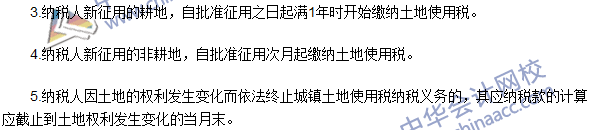 3.纳税人新征用的耕地，自批准征用之日起满1年时开始缴纳土地使用税。
4.纳税人新征用的非耕地，自批准征用次月起缴纳土地使用税。
5.纳税人因土地的权利发生变化而依法终止城镇土地使用税纳税义务的，其应纳税款的计算
应截止到土地权利发生变化的当月末。
中华会计网校
www.chinaacc.com